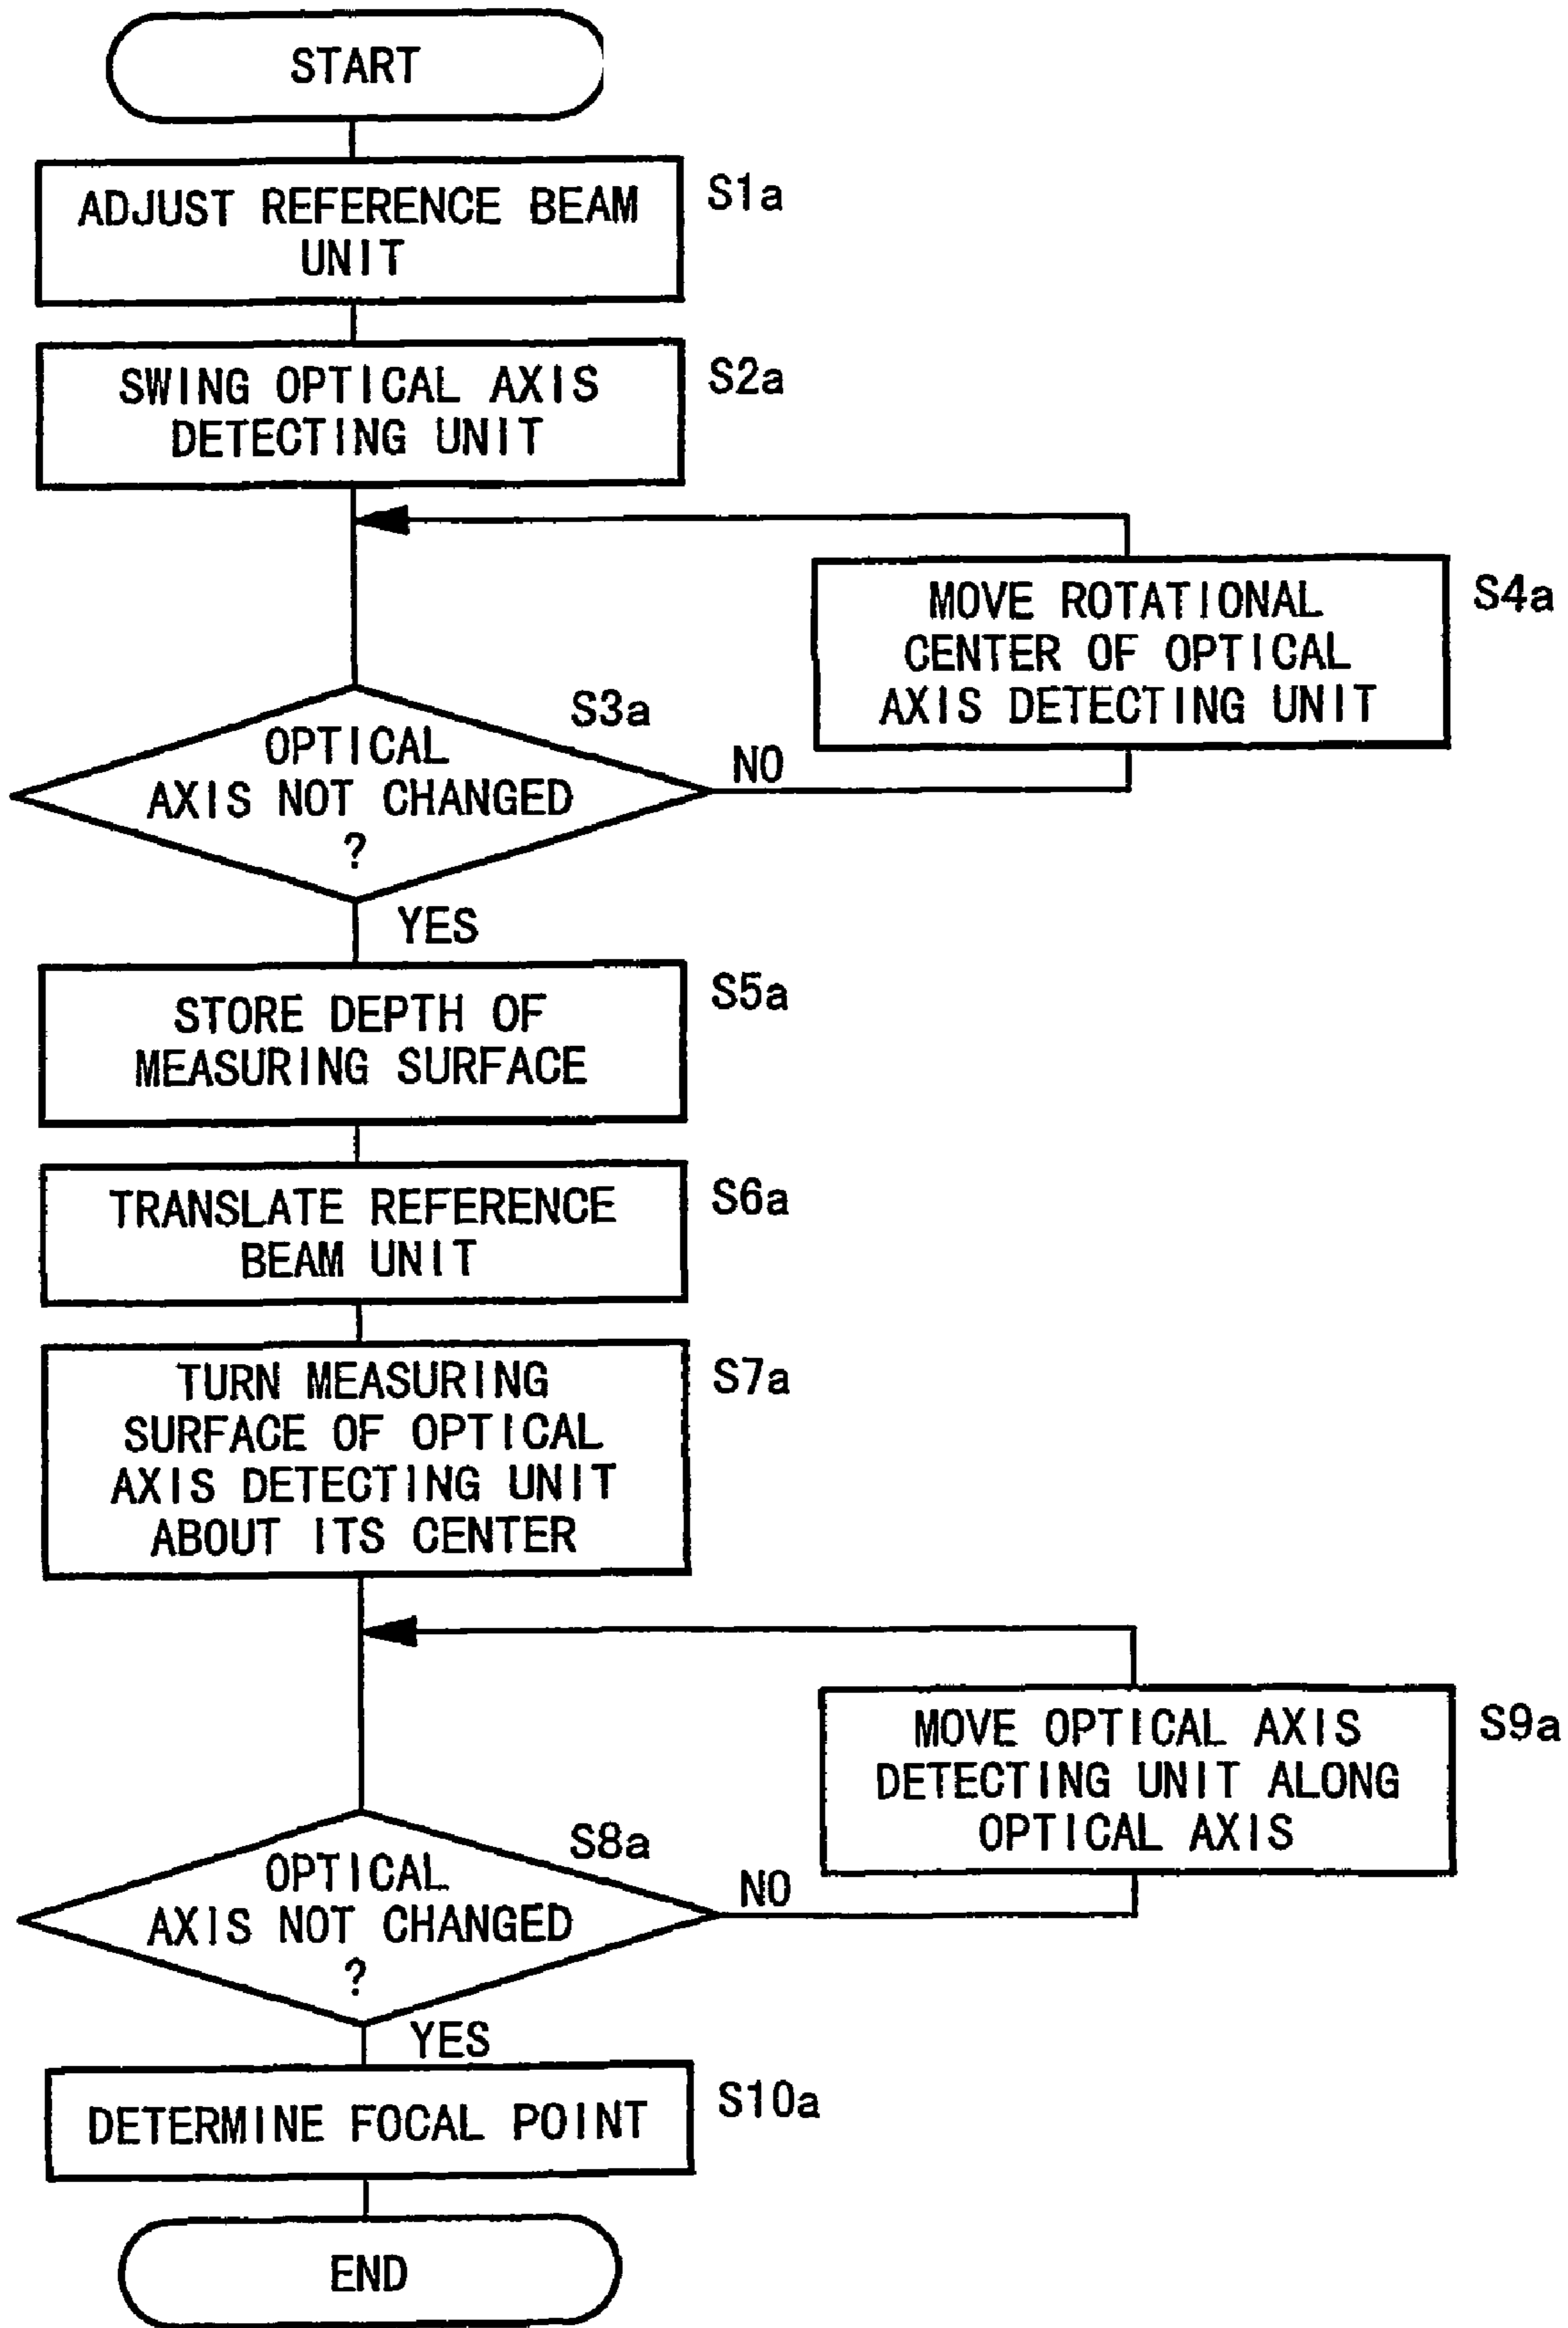 START
ADJUST REFERENCE BEAM
UNIT
S1a
SWING OPTICAL AXIS
DETECTING UNIT
S2a
MOVE ROTATIONAL
CENTER OF OPTICAL
AXIS DETECTING UNIT
S4a
S3a
OPTICAL
AXIS NOT CHANGED
?
NO
YES
STORE DEPTH OF
MEASURING SURFACE
S5a
TRANSLATE REFERENCE
BEAM UNIT
S6a
TURN MEASURING
SURFACE OF OPTICAL
AXIS DETECTING UNIT
ABOUT ITS CENTER
S7a
MOVE OPTICAL AXIS
DETECTING UNIT ALONG
OPTICAL AXIS
S9a
S8a
OPTICAL
AXIS NOT CHANGED
?
NO
YES
DETERMINE FOCAL POINT
S10a
END